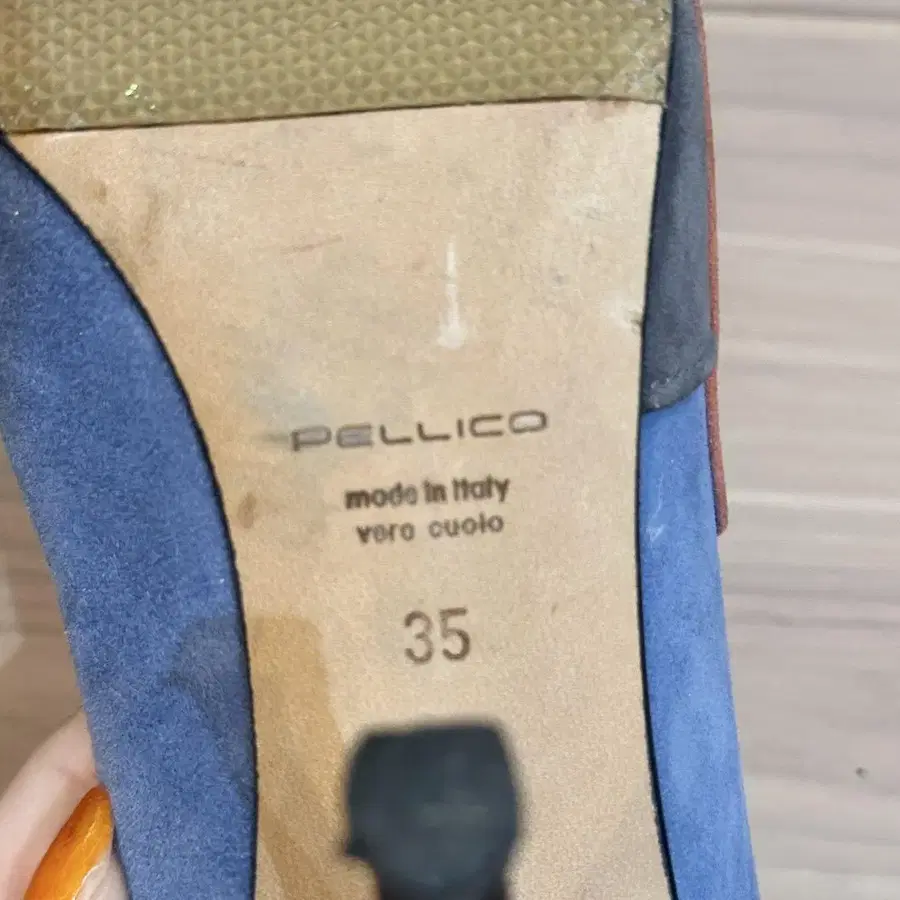 PELLICO
made in Italy
vero cuoio
35